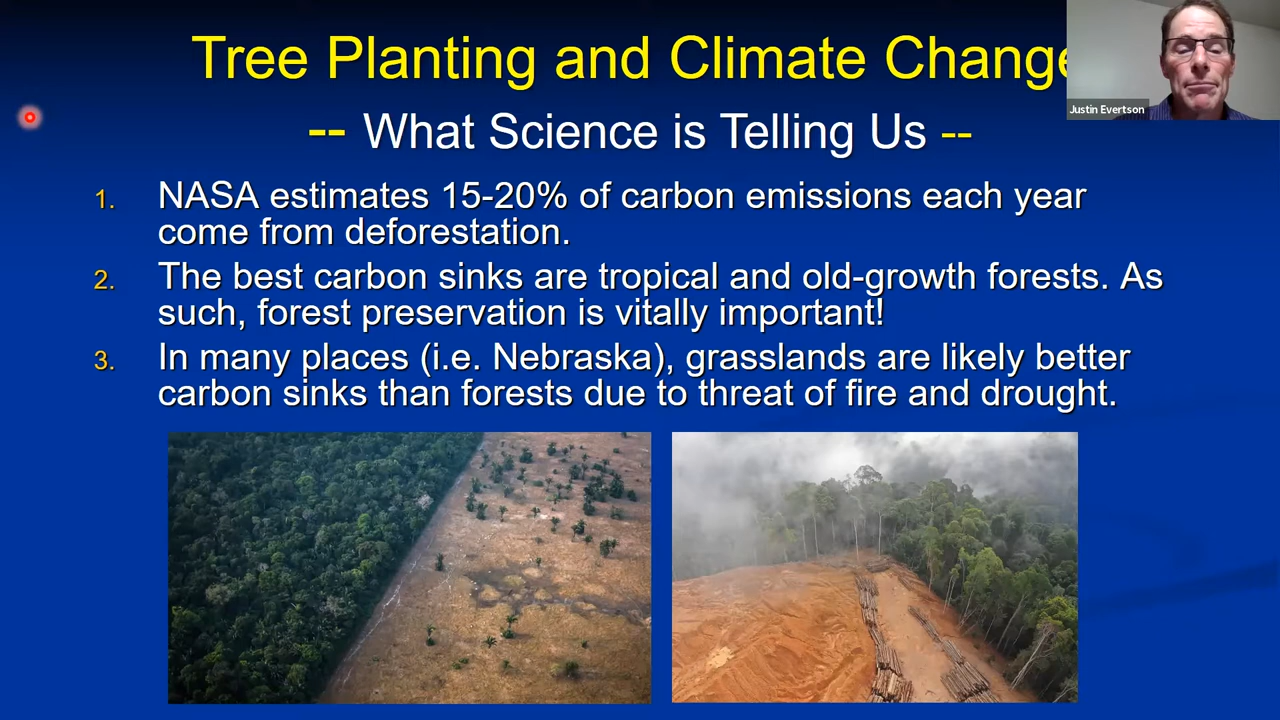 Tree Planting and Climate Change
Justin Evertson
-- What Science is Telling Us --
1. NASA estimates 15-20% of carbon emissions each year
come from deforestation.
2. The best carbon sinks are tropical and old-growth forests. As
such, forest preservation is vitally important!
3. In many places (i.e. Nebraska), grasslands are likely better
carbon sinks than forests due to threat of fire and drought.